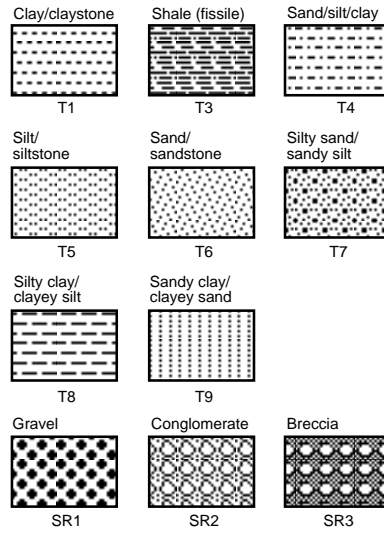 Clay/claystone
Shale (fissile)
Sand/silt/clay
T1
T3
T4
Silt/
siltstone
Sand/
sandstone
Silty sand/
sandy silt
T5
T6
T7
Silty clay/
clayey silt
Sandy clay/
clayey sand
T8
T9
Gravel
Conglomerate
Breccia
SR1
SR2
SR3